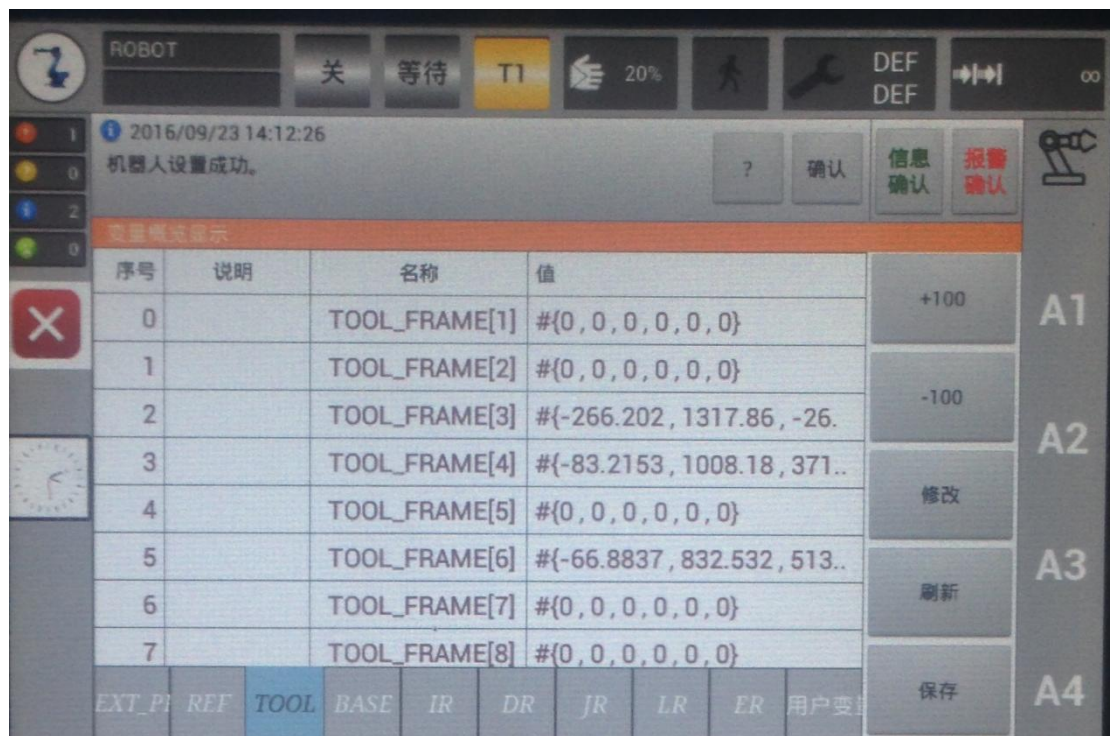 ROBOT
关
等待
T1
20%
DEF
DEF
∞
1
0
2
0
2016/09/23 14:12:26
机器人设置成功。
?
确认
信息
确认
报警
确认
变量概览显示
序号 说明 名称 值
0 TOOL_FRAME[1] #{0,0,0,0,0,0}
1 TOOL_FRAME[2] #{0,0,0,0,0,0}
2 TOOL_FRAME[3] #{-266.202,1317.86,-26.
3 TOOL_FRAME[4] #{-83.2153,1008.18,371..
4 TOOL_FRAME[5] #{0,0,0,0,0,0}
5 TOOL_FRAME[6] #{-66.8837,832.532,513..
6 TOOL_FRAME[7] #{0,0,0,0,0,0}
7 TOOL_FRAME[8] #{0,0,0,0,0,0}
+100
-100
修改
刷新
保存
A1
A2
A3
A4
EXT_P REF TOOL BASE IR DR JR LR ER 用户变量